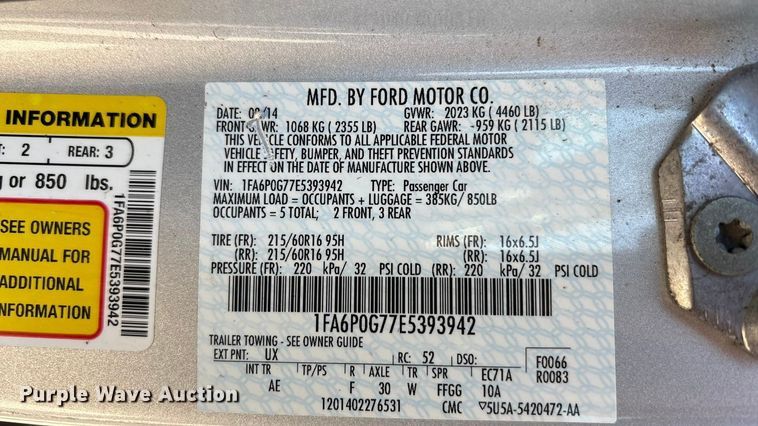 INFORMATION
2 REAR: 3
or 850 lbs.
SEE OWNERS
MANUAL FOR
ADDITIONAL
INFORMATION
1FA6P0G77E5393942
MFD. BY FORD MOTOR CO.
DATE: /14 GVWR: 2023 KG ( 4460 LB)
1068 KG ( 2355 LB) REAR GAWR: -959 KG ( 2115 LB)
THIS VEHICLE CONFORMS TO ALL APPLICABLE FEDERAL MOTOR
VEHICLE BUMPER, AND THEFT PREVENTION STANDARDS
IN EFFECT ON THE DATE OF MANUFACTURE SHOWN ABOVE.
VIN: 1FA6P0G77E5393942 TYPE: Passenger Car
MAXIMUM LOAD = OCCUPANTS + LUGGAGE = 385KG/ 850LB
OCCUPANTS = 5 TOTAL; 2 FRONT, 3 REAR
TIRE (FR): 215/60R16 95H RIMS (FR): 16x6.5J
(RR): 215/60R16 95H (RR): 16x6.5J
PRESSURE (FR): 220 kPa/ 32 PSI COLD (RR): 220 kPa/ 32 PSI COLD
1FA6P0G77E5393942
TRAILER TOWING - SEE OWNER GUIDE
EXT PNT: UX RC: 52 DSO: F0066
INT TR TP/PS R AXLE TR SPR EC71A R0083
AE F 30 W FFGG 10A
1201402276531 CMC ▽5U5A-5420472-AA
Purple Wave Auction